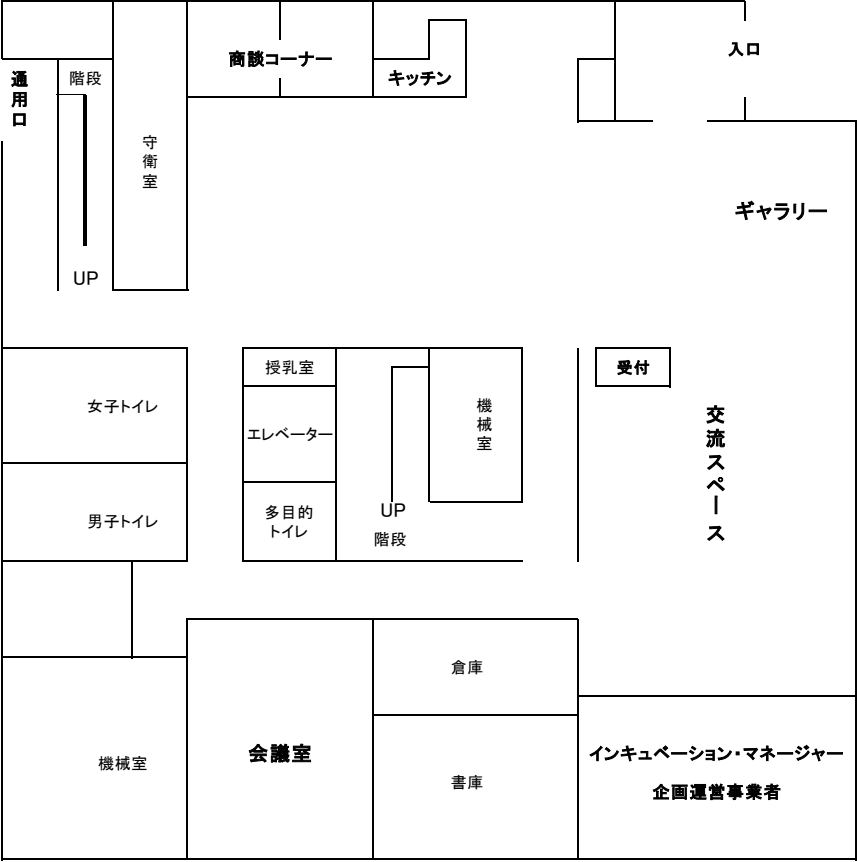 入口
商談コーナー
キッチン
通用口
階段
守衛室
UP
ギャラリー
授乳室
受付
女子トイレ
エレベーター
機械室
交流スペース
男子トイレ
多目的
トイレ
UP
階段
倉庫
会議室
機械室
書庫
インキュベーション・マネージャー
企画運営事業者